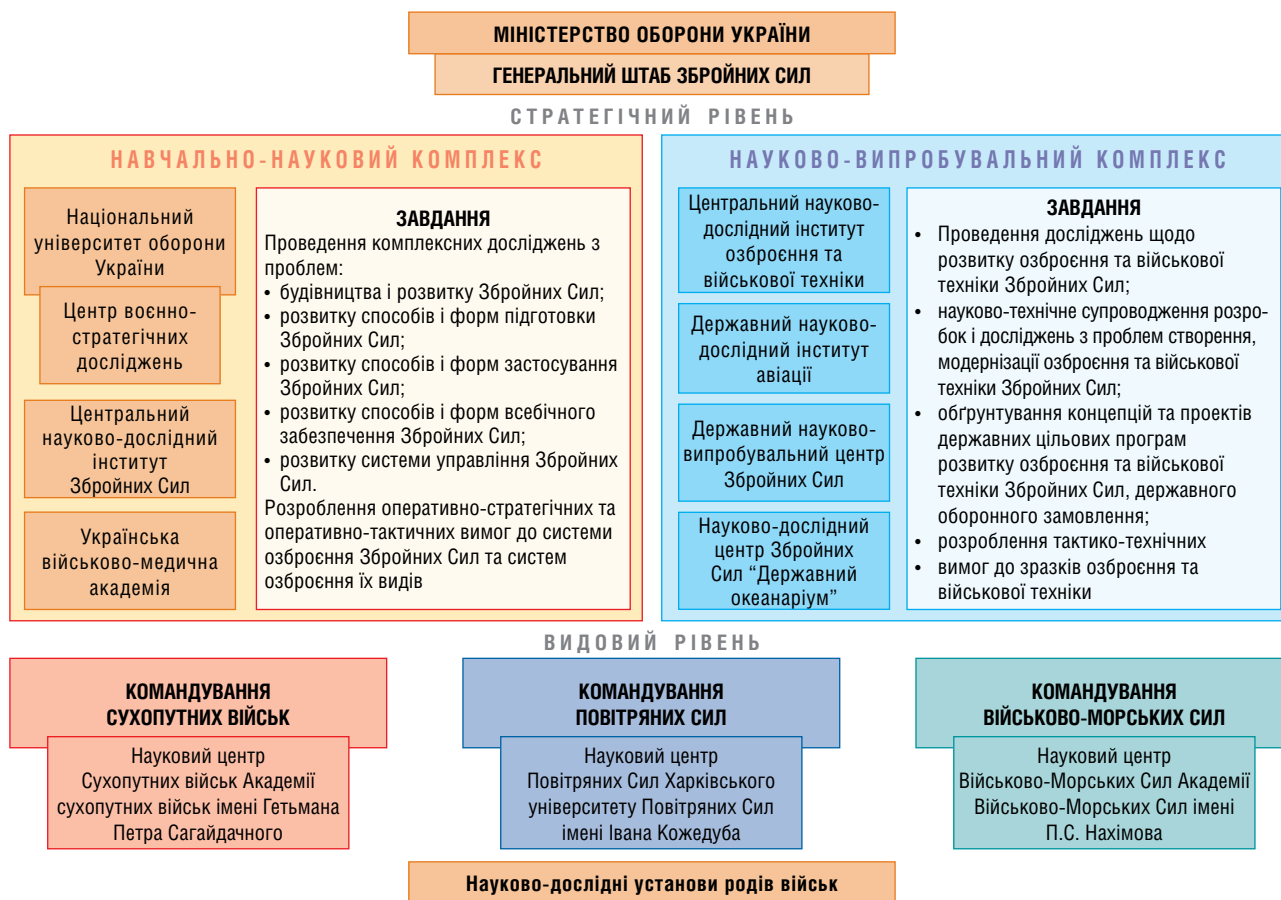 МІНІСТЕРСТВО ОБОРОНИ УКРАЇНИ
ГЕНЕРАЛЬНИЙ ШТАБ ЗБРОЙНИХ СИЛ
СТРАТЕГІЧНИЙ РІВЕНЬ
НАВЧАЛЬНО-НАУКОВИЙ КОМПЛЕКС
Національний
університет оборони
України
Центр воєнно-
стратегічних
досліджень
Центральний
науково-дослідний
інститут
Збройних Сил
Українська
військово-медична
академія
ЗАВДАННЯ
Проведення комплексних досліджень з
проблем:
• будівництва і розвитку Збройних Сил;
• розвитку способів і форм підготовки
Збройних Сил;
• розвитку способів і форм застосування
Збройних Сил;
• розвитку способів і форм всебічного
забезпечення Збройних Сил;
• розвитку системи управління Збройних
Сил.
Розроблення оперативно-стратегічних та
оперативно-тактичних вимог до системи
озброєння Збройних Сил та систем
озброєння їх видів
НАУКОВО-ВИПРОБУВАЛЬНИЙ КОМПЛЕКС
Центральний науково-
дослідний інститут
озброєння та
військової техніки
Державний науково-
дослідний інститут
авіації
Державний науково-
випробувальний центр
Збройних Сил
Науково-дослідний
центр Збройних
Сил “Державний
океанаріум”
ЗАВДАННЯ
• Проведення досліджень щодо
розвитку озброєння та військової
техніки Збройних Сил;
• науково-технічне супроводження розро-
бок і досліджень з проблем створення,
модернізації озброєння та військової
техніки Збройних Сил;
• обґрунтування концепцій та проектів
державних цільових програм
розвитку озброєння та військової
техніки Збройних Сил, державного
оборонного замовлення;
• розроблення тактико-технічних
• вимог до зразків озброєння та
військової техніки
ВИДОВИЙ РІВЕНЬ
КОМАНДУВАННЯ
СУХОПУТНИХ ВІЙСЬК
Науковий центр
Сухопутних військ Академії
сухопутних військ імені Гетьмана
Петра Сагайдачного
КОМАНДУВАННЯ
ПОВІТРЯНИХ СИЛ
Науковий центр
Повітряних Сил Харківського
університету Повітряних Сил
імені Івана Кожедуба
КОМАНДУВАННЯ
ВІЙСЬКОВО-МОРСЬКИХ СИЛ
Науковий центр
Військово-Морських Сил Академії
Військово-Морських Сил імені
П.С. Нахімова
Науково-дослідні установи родів військ